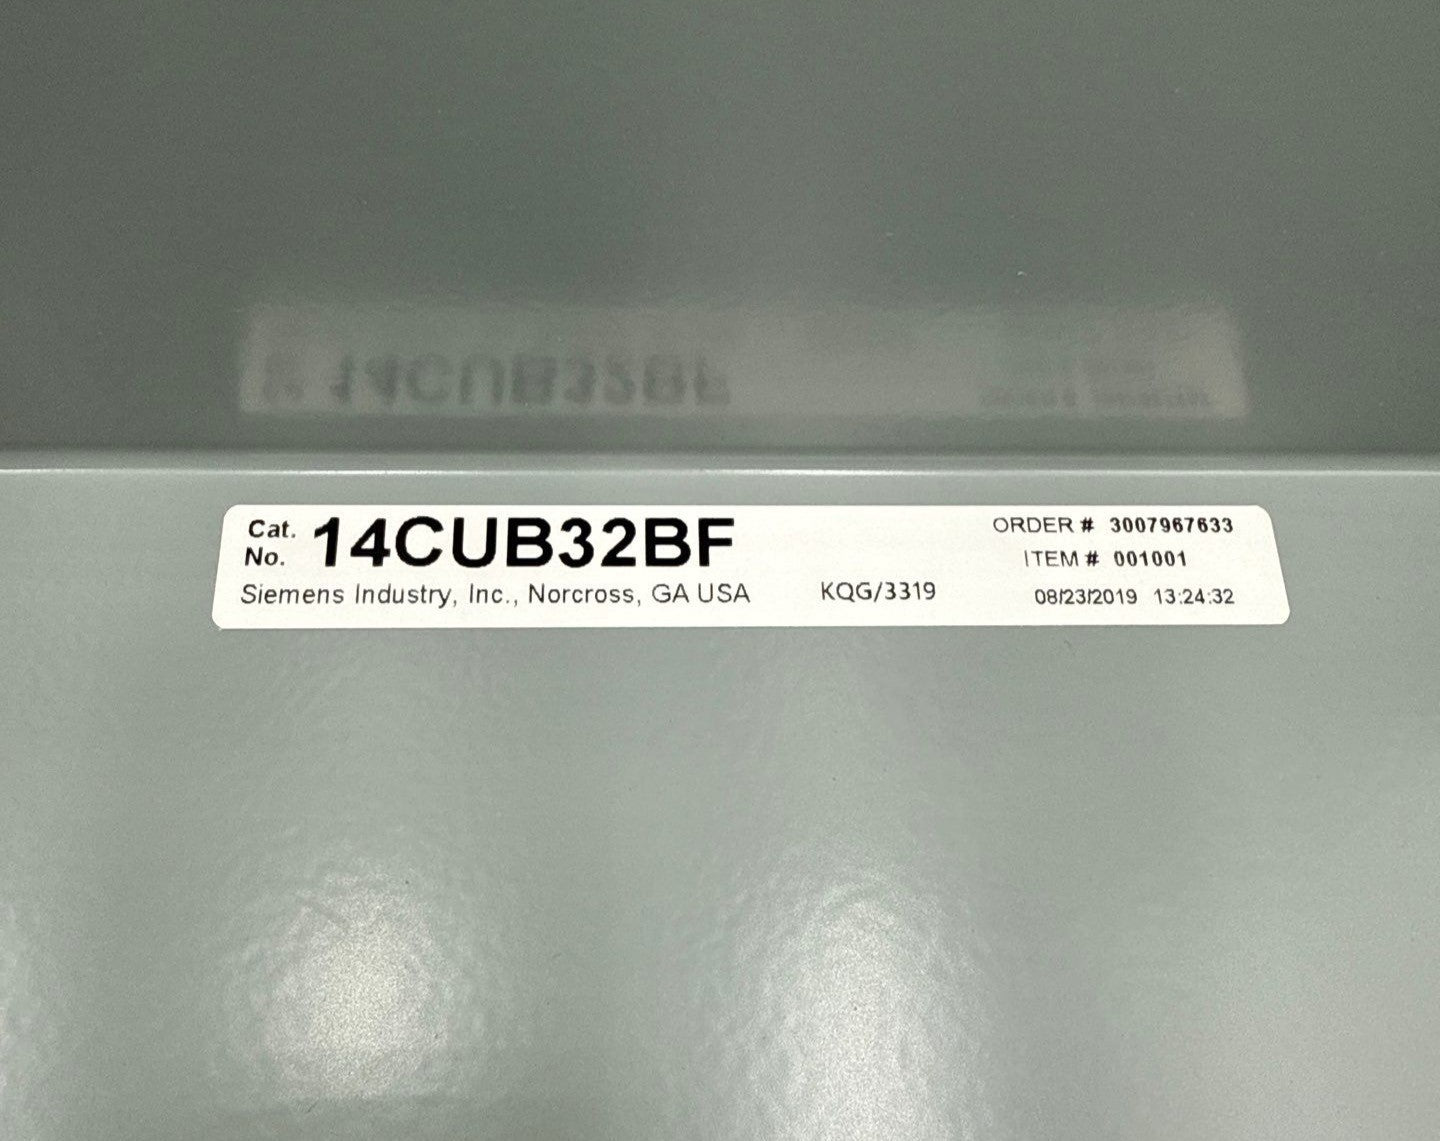 Cat. No. 14CUB32BF
Siemens Industry, Inc., Norcross, GA USA
KQG/3319
ORDER # 3007967633
ITEM # 001001
08/23/2019 13:24:32